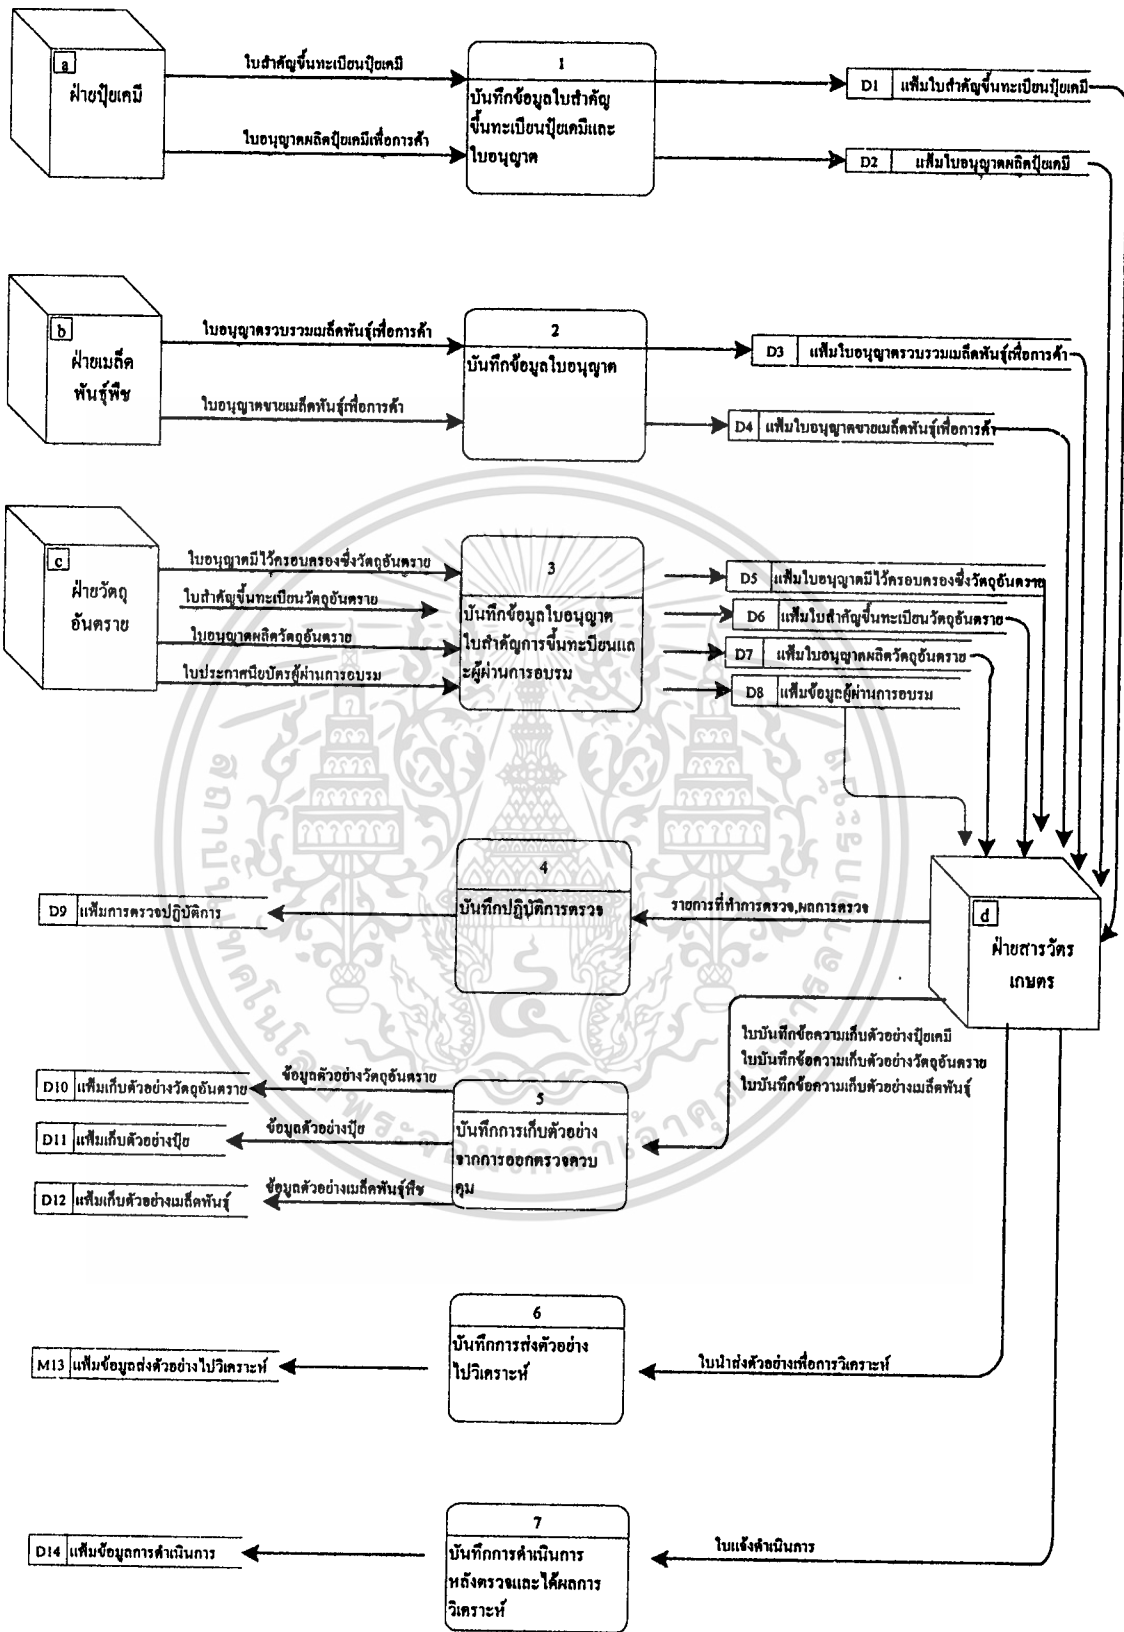 a
ฝ่ายปุ๋ยเคมี
ใบสำคัญขึ้นทะเบียนปุ๋ยเคมี
ใบอนุญาตผลิตปุ๋ยเคมีเพื่อการค้า
1
บันทึกข้อมูลใบสำคัญ
ขึ้นทะเบียนปุ๋ยเคมีและ
ใบอนุญาต
D1 แฟ้มใบสำคัญขึ้นทะเบียนปุ๋ยเคมี
D2 แฟ้มใบอนุญาตผลิตปุ๋ยเคมี
b
ฝ่ายเมล็ด
พันธุ์พืช
ใบอนุญาตรวบรวมเมล็ดพันธุ์เพื่อการค้า
ใบอนุญาตขายเมล็ดพันธุ์เพื่อการค้า
2
บันทึกข้อมูลใบอนุญาต
D3 แฟ้มใบอนุญาตรวบรวมเมล็ดพันธุ์เพื่อการค้า
D4 แฟ้มใบอนุญาตขายเมล็ดพันธุ์เพื่อการค้า
c
ฝ่ายวัตถุ
อันตราย
ใบอนุญาตมีไว้ครอบครองซึ่งวัตถุอันตราย
ใบสำคัญขึ้นทะเบียนวัตถุอันตราย
ใบอนุญาตผลิตวัตถุอันตราย
ใบประกาศนียบัตรผู้ผ่านการอบรม
3
บันทึกข้อมูลใบอนุญาต
ใบสำคัญการขึ้นทะบียนแล
ะผู้ผ่านการอบรม
D5 แฟ้มใบอนุญาตมีไว้ครอบครองซึ่งวัตถุอันตราย
D6 แฟ้มใบสำคัญขึ้นทะเบียนวัตถุอันตราย
D7 แฟ้มใบอนุญาตผลิตวัตถุอันตราย
D8 แฟ้มข้อมูลผู้ผ่านการอบรม
4
บันทึกปฏิบัติการตรวจ
D9 แฟ้มการตรวจปฏิบัติการ
รายการที่ทำการตรวจ,ผลการตรวจ
d
ฝ่ายสารวัตร
เกษตร
ใบบันทึกข้อความเก็บตัวอย่างปุ๋ยเคมี
ใบบันทึกข้อความเก็บตัวอย่างวัตถุอันตราย
ใบบันทึกข้อความเก็บตัวอย่างเมล็ดพันธุ์
5
บันทึกการเก็บตัวอย่าง
จากการออกตรวจควบ
คุม
ข้อมูลตัวอย่างวัตถุอันตราย
D10 แฟ้มเก็บตัวอย่างวัตถุอันตราย
ข้อมูลตัวอย่างปุ๋ย
D11 แฟ้มเก็บตัวอย่างปุ๋ย
ข้อมูลตัวอย่างเมล็ดพันธุ์พืช
D12 แฟ้มเก็บตัวอย่างเมล็ดพันธุ์
6
บันทึกการส่งตัวอย่าง
ไปวิเคราะห์
M13 แฟ้มข้อมูลส่งตัวอย่างไปวิเคราะห์
ใบนำส่งตัวอย่างเพื่อการวิเคราะห์
7
บันทึกการดำเนินการ
หลังตรวจและได้ผลการ
วิเคราะห์
D14 แฟ้มข้อมูลการดำเนินการ
ใบแจ้งดำเนินการ
สถาบันเทคโนโลยีพระจอมเกล้าเจ้าคุณทหารลาดกระบัง